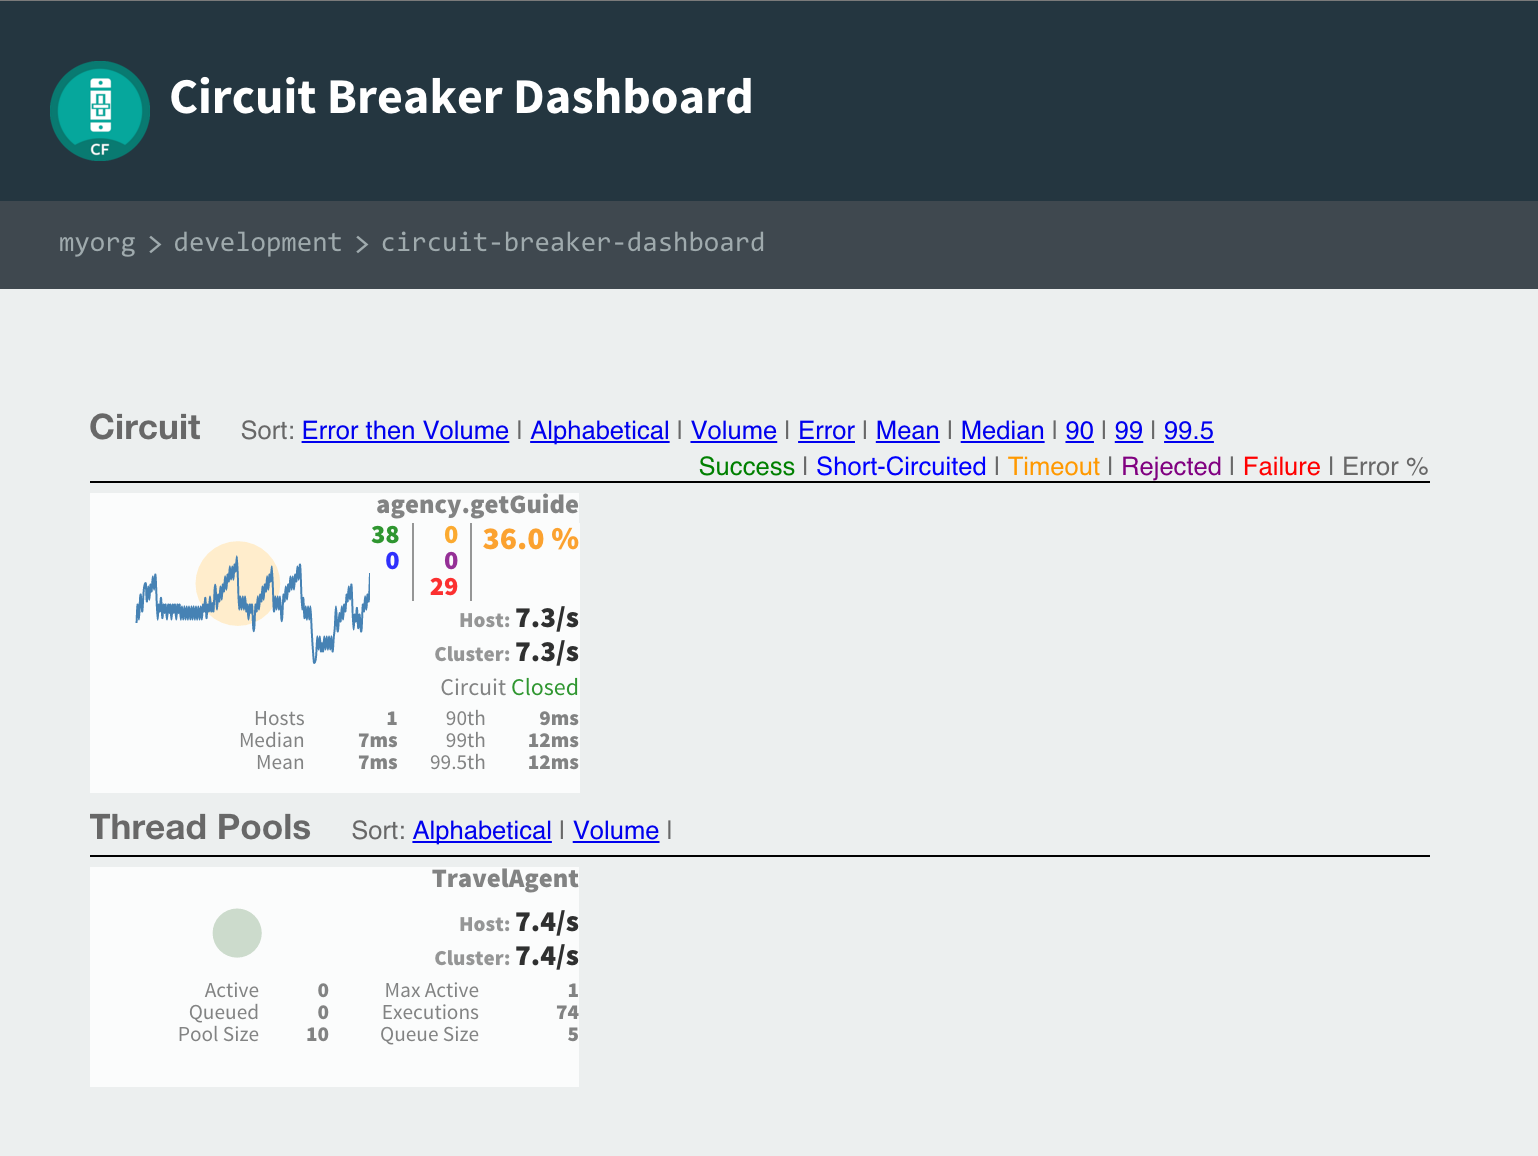 Circuit Breaker Dashboard
CF
myorg > development > circuit-breaker-dashboard
Circuit Sort: Error then Volume | Alphabetical | Volume | Error | Mean | Median | 90 | 99 | 99.5
Success | Short-Circuited | Timeout | Rejected | Failure | Error %
agency.getGuide
38 0 36.0 %
0 0
29
Host: 7.3/s
Cluster: 7.3/s
Circuit Closed
Hosts 1 90th 9ms
Median 7ms 99th 12ms
Mean 7ms 99.5th 12ms
Thread Pools Sort: Alphabetical | Volume |
TravelAgent
Host: 7.4/s
Cluster: 7.4/s
Active 0 Max Active 1
Queued 0 Executions 74
Pool Size 10 Queue Size 5